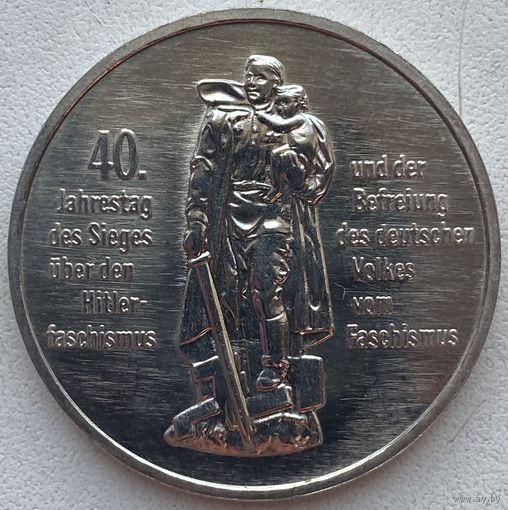 40.
Jahrestag
des Sieges
über den
Hitler-
faschismus
und der
Befreiung
des deutschen
Volkes
vom
Faschismus
www.ay.by